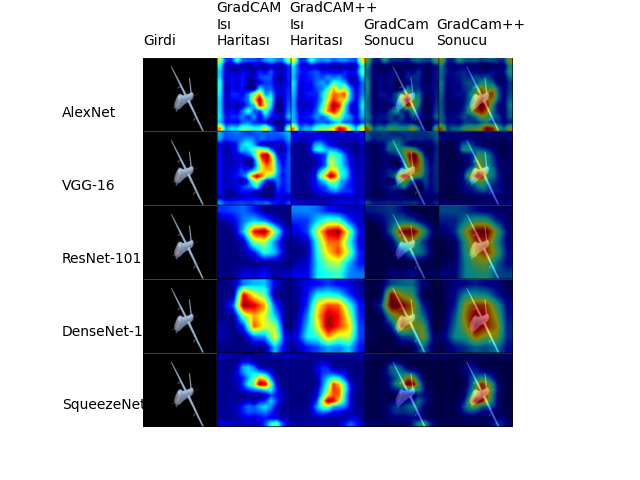 Girdi
GradCAM
Isı
Haritası
GradCAM++
Isı
Haritası
GradCam
Sonucu
GradCam++
Sonucu
AlexNet
VGG-16
ResNet-101
DenseNet-1
SqueezeNet